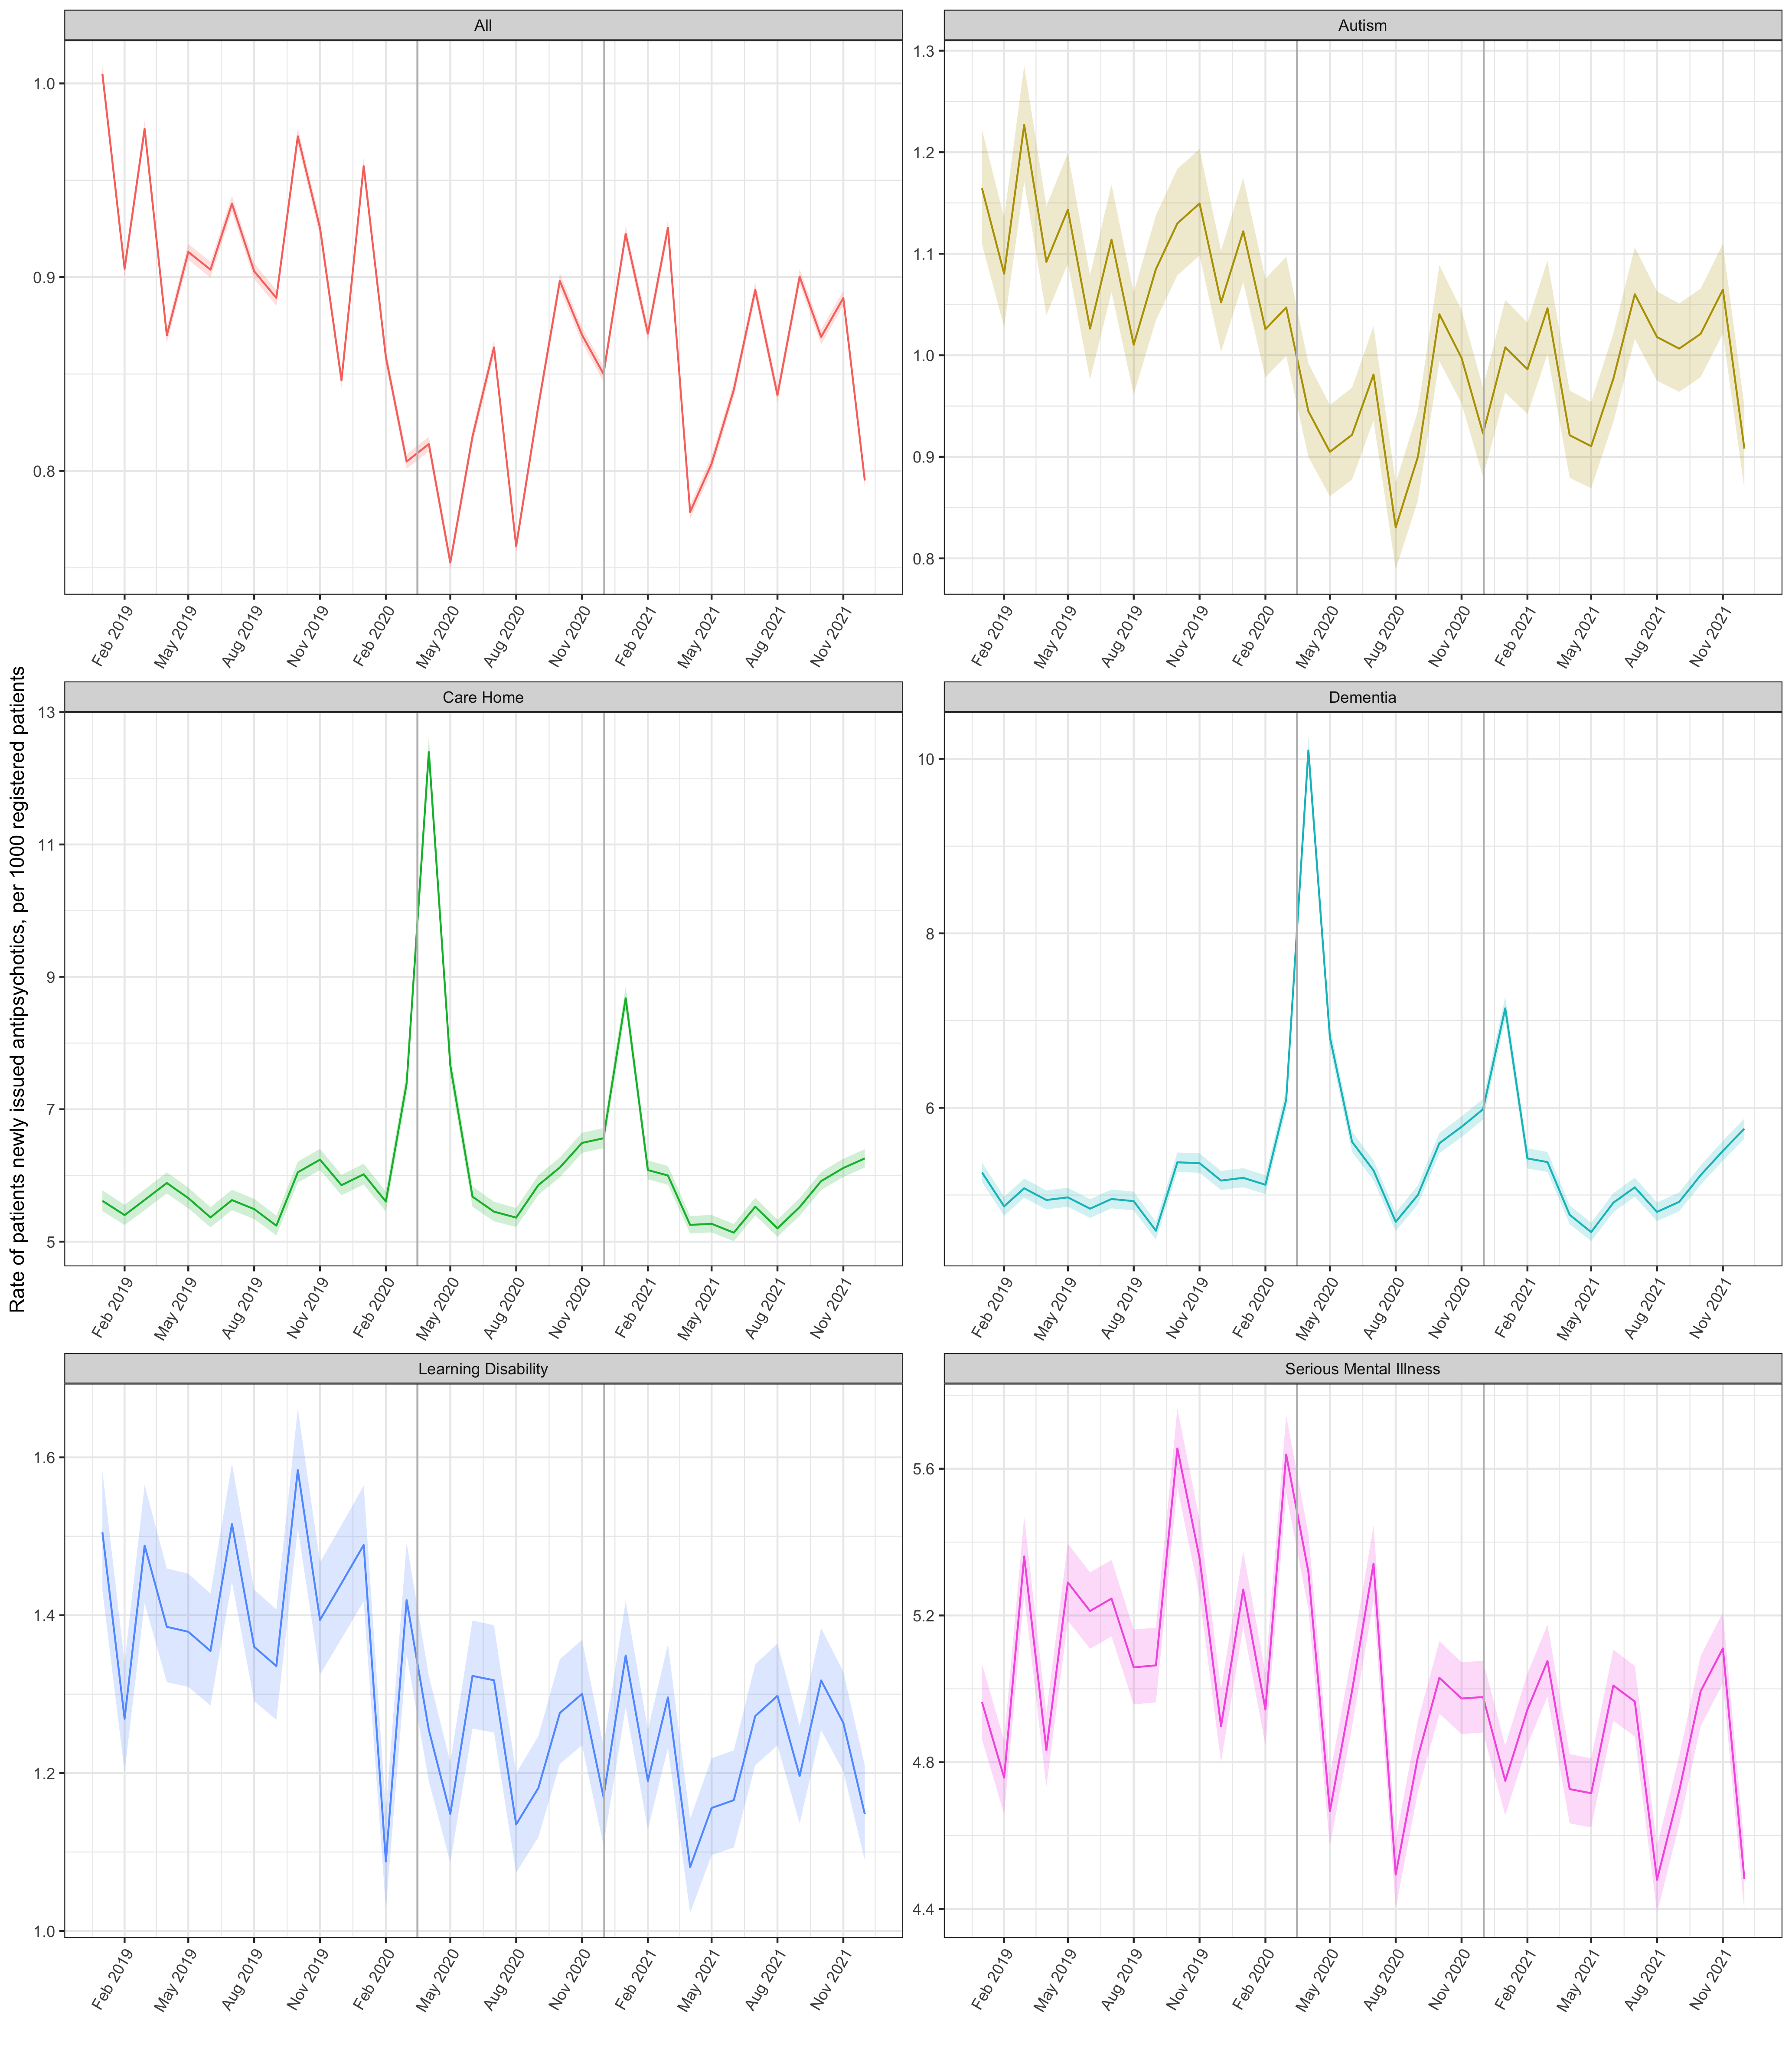 All
Autism
1.0
0.9
0.8
1.3
1.2
1.1
1.0
0.9
0.8
Feb 2019
May 2019
Aug 2019
Nov 2019
Feb 2020
May 2020
Aug 2020
Nov 2020
Feb 2021
May 2021
Aug 2021
Nov 2021
Feb 2019
May 2019
Aug 2019
Nov 2019
Feb 2020
May 2020
Aug 2020
Nov 2020
Feb 2021
May 2021
Aug 2021
Nov 2021
Rate of patients newly issued antipsychotics, per 1000 registered patients
Care Home
Dementia
13
11
9
7
5
10
8
6
Feb 2019
May 2019
Aug 2019
Nov 2019
Feb 2020
May 2020
Aug 2020
Nov 2020
Feb 2021
May 2021
Aug 2021
Nov 2021
Feb 2019
May 2019
Aug 2019
Nov 2019
Feb 2020
May 2020
Aug 2020
Nov 2020
Feb 2021
May 2021
Aug 2021
Nov 2021
Learning Disability
Serious Mental Illness
1.6
1.4
1.2
1.0
5.6
5.2
4.8
4.4
Feb 2019
May 2019
Aug 2019
Nov 2019
Feb 2020
May 2020
Aug 2020
Nov 2020
Feb 2021
May 2021
Aug 2021
Nov 2021
Feb 2019
May 2019
Aug 2019
Nov 2019
Feb 2020
May 2020
Aug 2020
Nov 2020
Feb 2021
May 2021
Aug 2021
Nov 2021